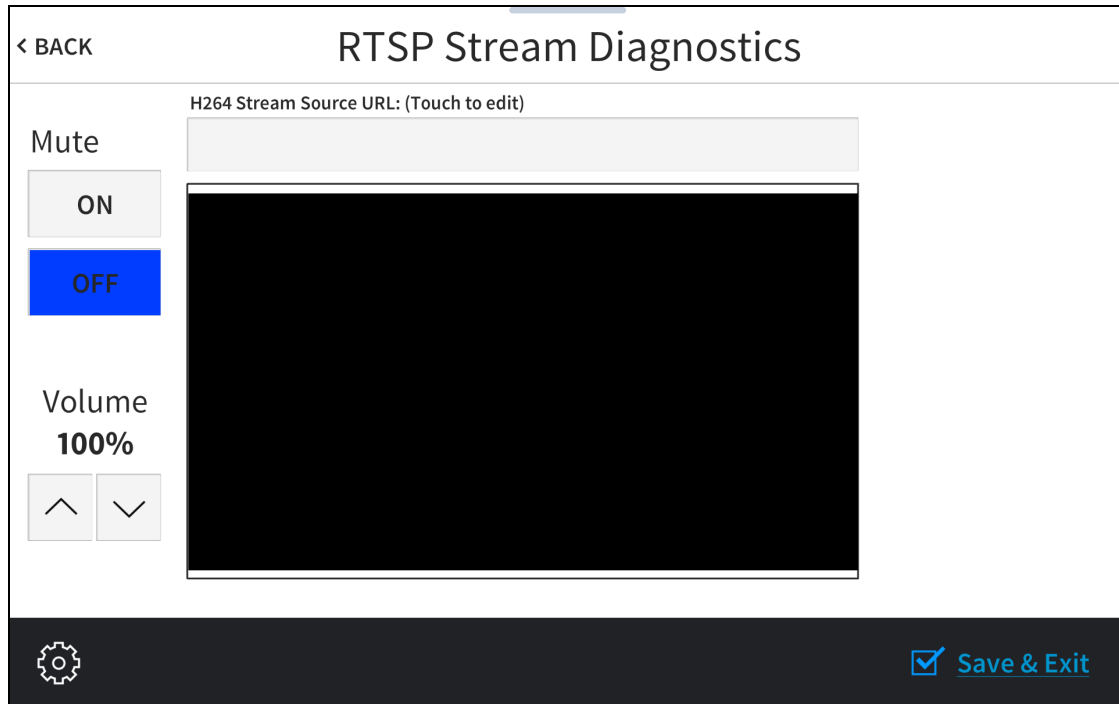 < BACK
RTSP Stream Diagnostics
H264 Stream Source URL: (Touch to edit)
Mute
ON
OFF
Volume
100%
Save & Exit